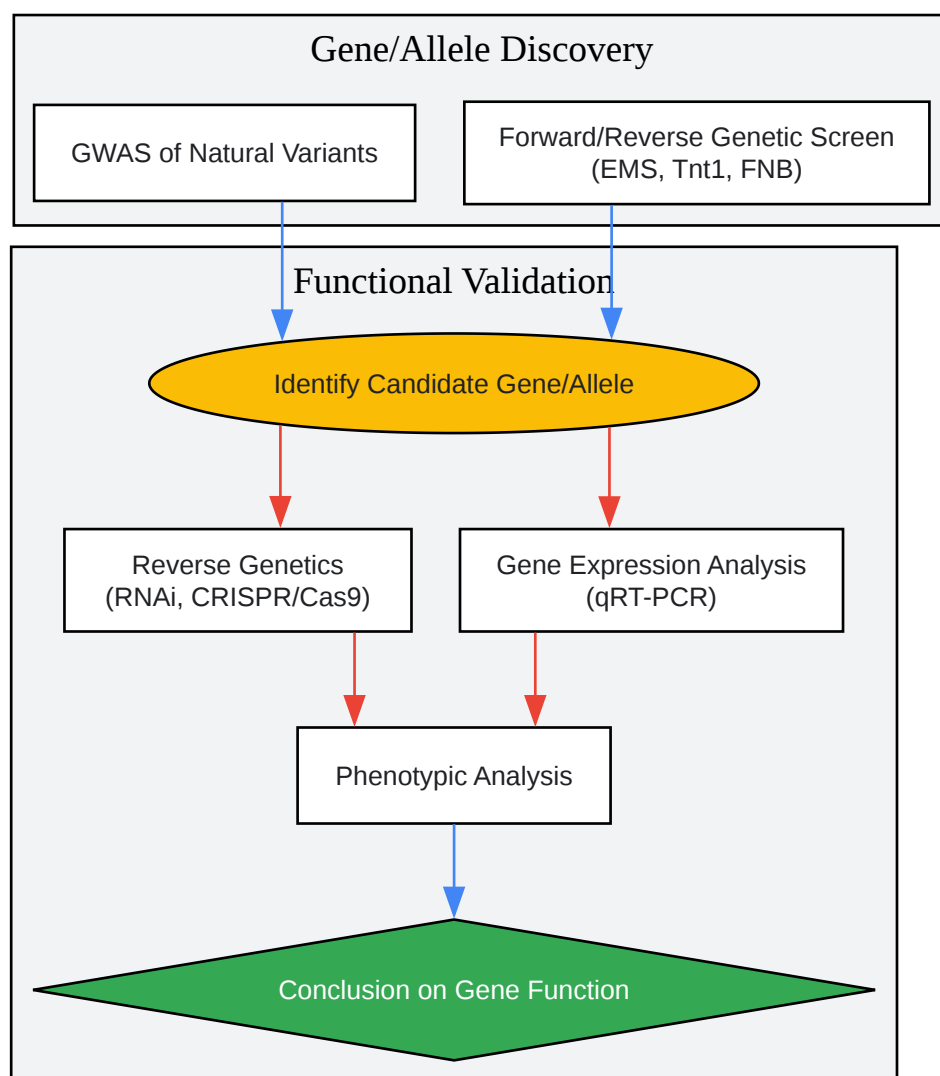 Gene/Allele Discovery
GWAS of Natural Variants
Forward/Reverse Genetic Screen
(EMS, Tnt1, FNB)
Functional Validation
Identify Candidate Gene/Allele
Reverse Genetics
(RNAi, CRISPR/Cas9)
Gene Expression Analysis
(qRT-PCR)
Phenotypic Analysis
Conclusion on Gene Function